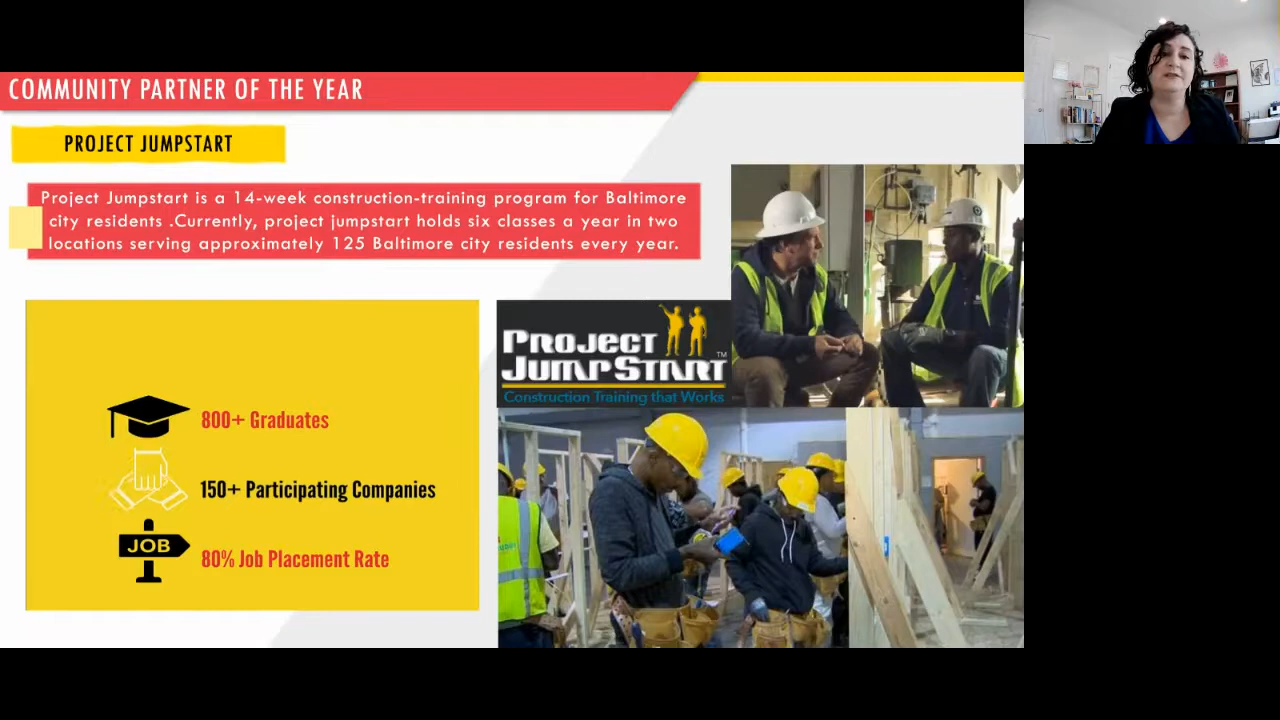 COMMUNITY PARTNER OF THE YEAR
PROJECT JUMPSTART
Project Jumpstart is a 14-week construction-training program for Baltimore
city residents .Currently, project jumpstart holds six classes a year in two
locations serving approximately 125 Baltimore city residents every year.
PROJECT
JUMPSTART TM
Construction Training that Works
800+ Graduates
150+ Participating Companies
JOB
80% Job Placement Rate